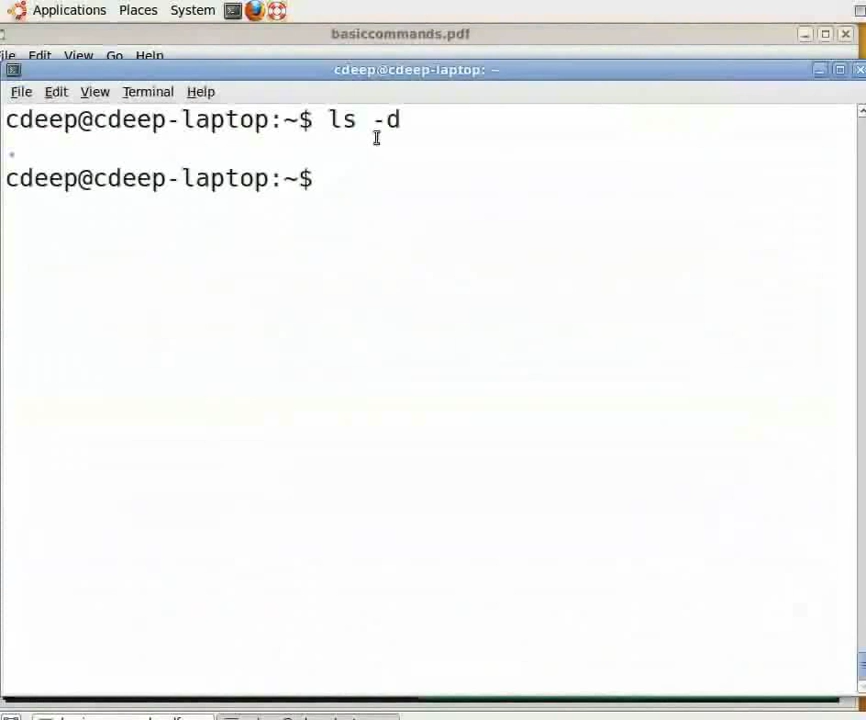 Applications Places System
basiccommands.pdf
ile Edit View Go Help
cdeep@cdeep-laptop: ~
File Edit View Terminal Help
cdeep@cdeep-laptop:~$ ls -d
.
cdeep@cdeep-laptop:~$